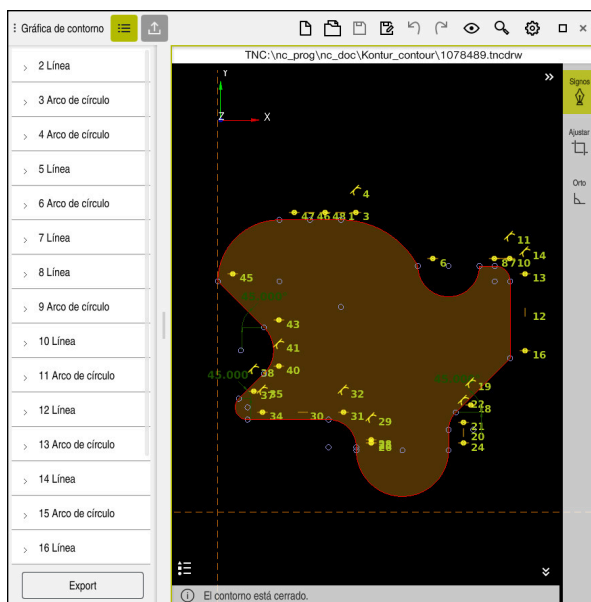 Gráfica de contorno
TNC:\nc_prog\nc_doc\Kontur_contour\1078489.tncdrw
2 Línea
3 Arco de círculo
4 Arco de círculo
5 Línea
6 Arco de círculo
7 Línea
8 Línea
9 Arco de círculo
10 Línea
11 Arco de círculo
12 Línea
13 Arco de círculo
14 Línea
15 Arco de círculo
16 Línea
Export
Y
Z
X
4
47 46 48 1 3
11
6
8 7 10
14
45
13
43
12
41
16
40
38
45.000°
37 35
32
19
34
30
31
29
22
18
21
20
24
Signos
Ajustar
Orto
El contorno está cerrado.